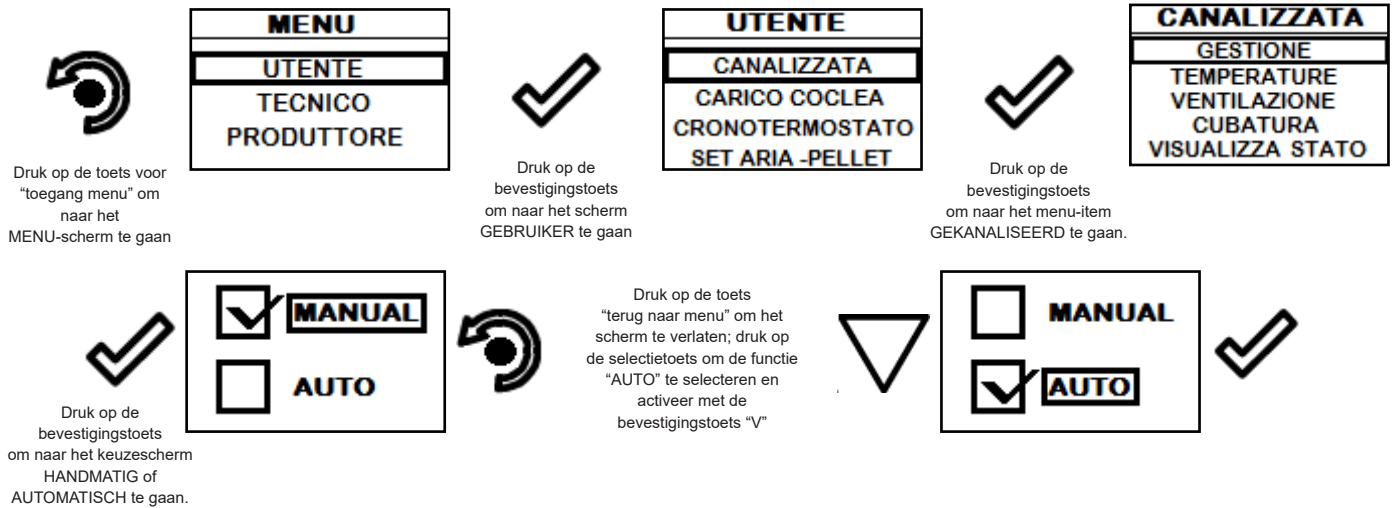 MENU
UTENTE
TECNICO
PRODUTTORE
Druk op de toets voor
“toegang menu” om
naar het
MENU-scherm te gaan
UTENTE
CANALIZZATA
CARICO COCLEA
CRONOTERMOSTATO
SET ARIA -PELLET
Druk op de
bevestigingstoets
om naar het scherm
GEBRUIKER te gaan
CANALIZZATA
GESTIONE
TEMPERATURE
VENTILAZIONE
CUBATURA
VISUALIZZA STATO
Druk op de
bevestigingstoets
om naar het menu-item
GEKANALISEERD te gaan.
Druk op de
bevestigingstoets
om naar het keuzescherm
HANDMATIG of
AUTOMATISCH te gaan.
MANUAL
AUTO
Druk op de toets
“terug naar menu” om het
scherm te verlaten; druk op
de selectietoets om de functie
“AUTO” te selecteren en
activeer met de
bevestigingstoets “V”
MANUAL
AUTO